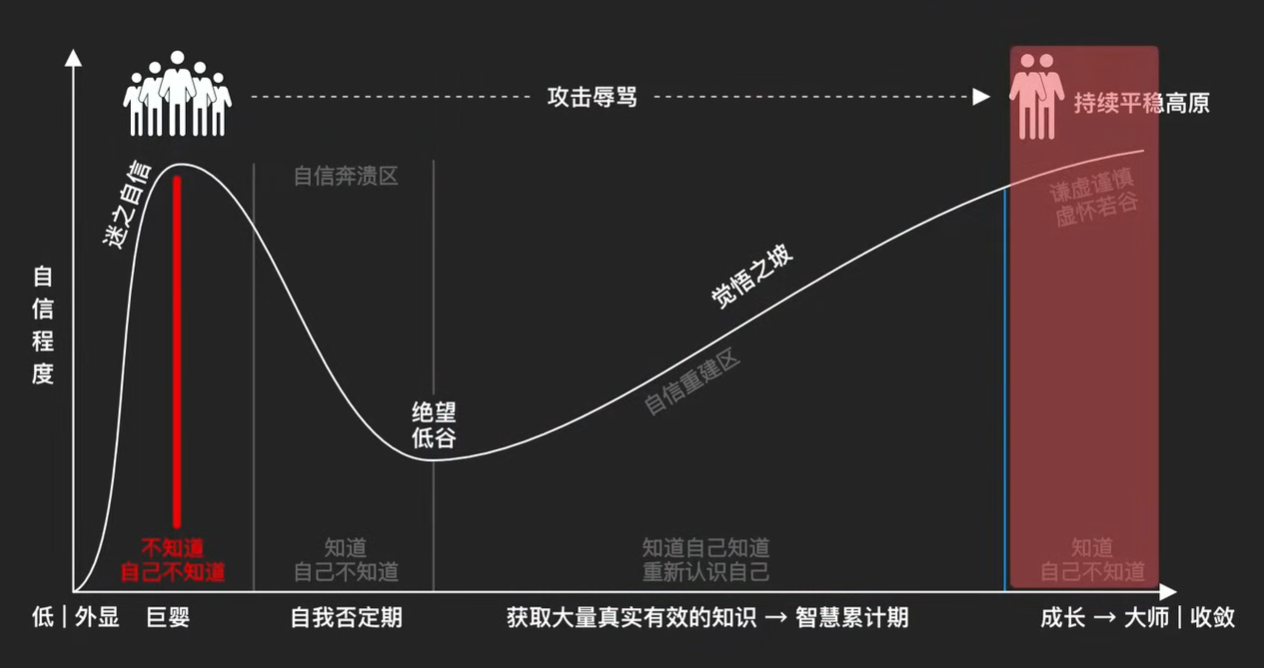 攻击辱骂
持续平稳高原
迷之自信
自信奔溃区
谦虚谨慎
虚怀若谷
自信程度
觉悟之坡
自信重建区
绝望
低谷
不知道
自己不知道
知道
自己不知道
知道自己知道
重新认识自己
知道
自己不知道
低 | 外显
巨婴
自我否定期
获取大量真实有效的知识 → 智慧累计期
成长 → 大师 | 收敛